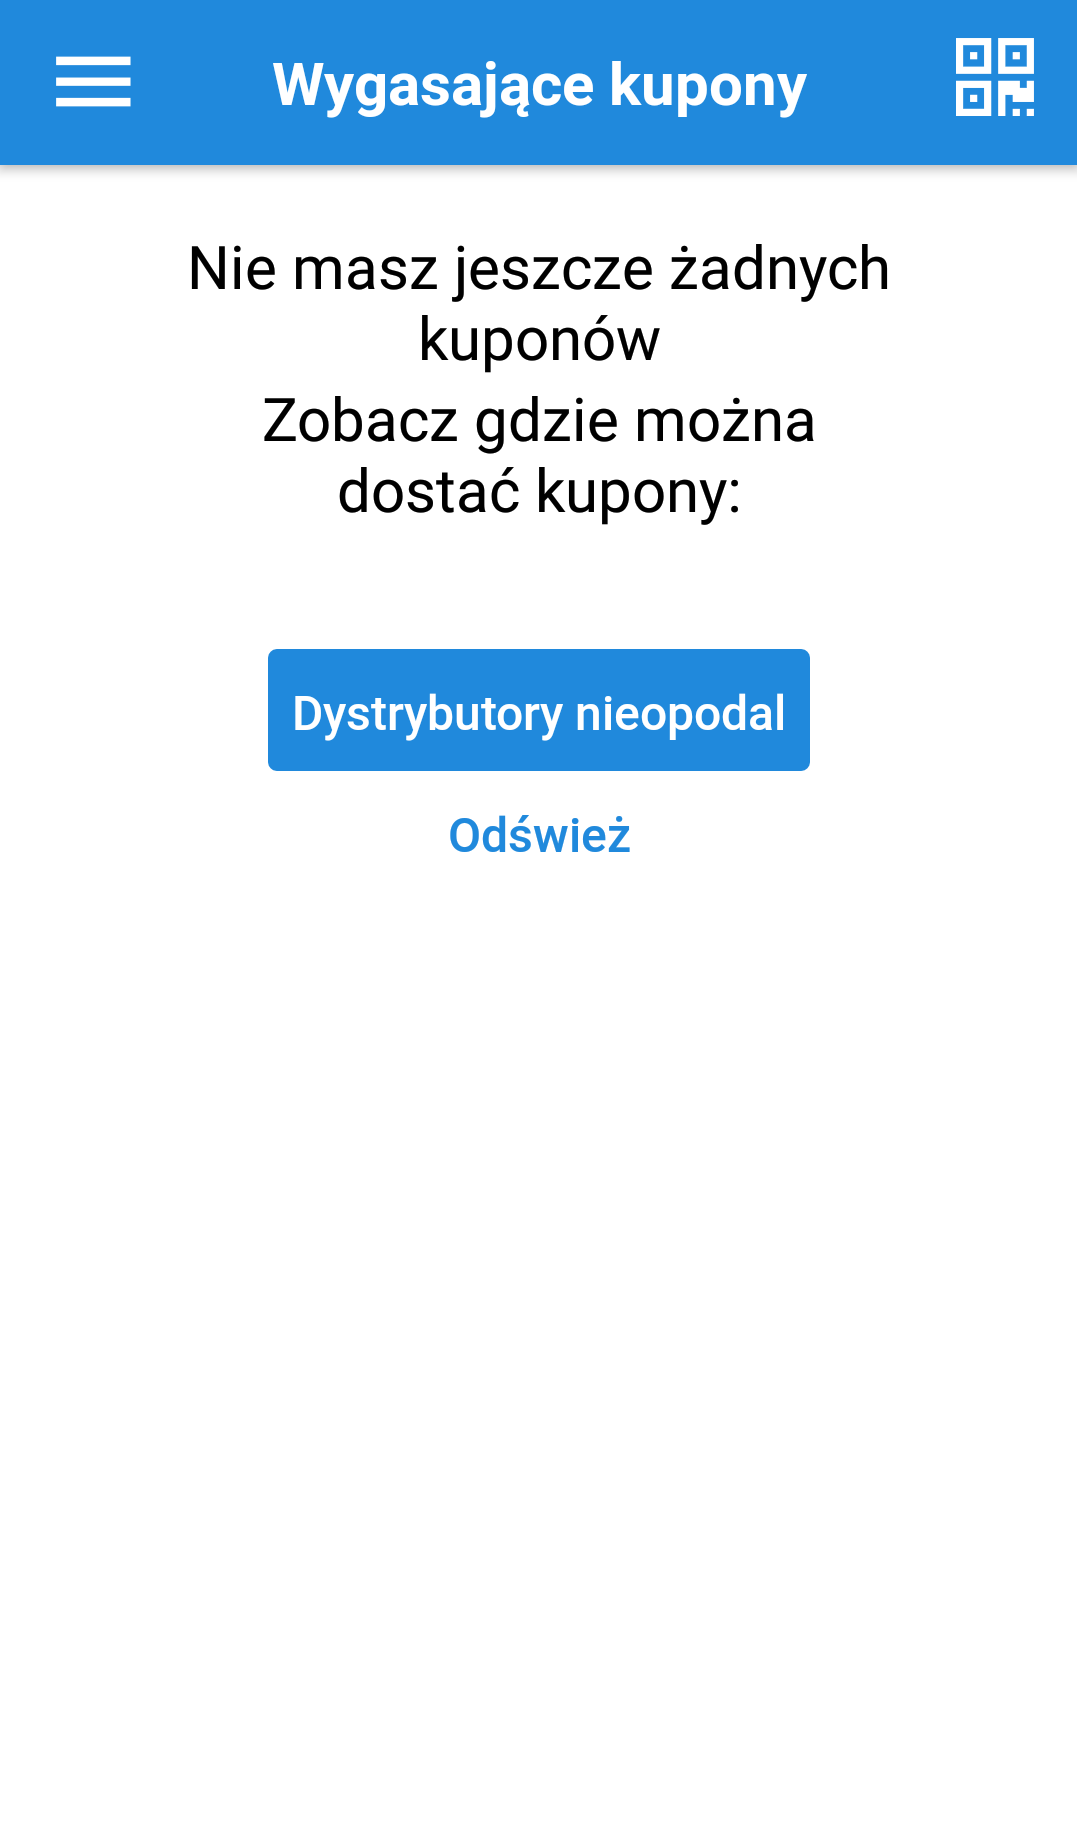 Wygasające kupony
Nie masz jeszcze żadnych
kuponów
Zobacz gdzie można
dostać kupony:
Dystrybutory nieopodal
Odśwież